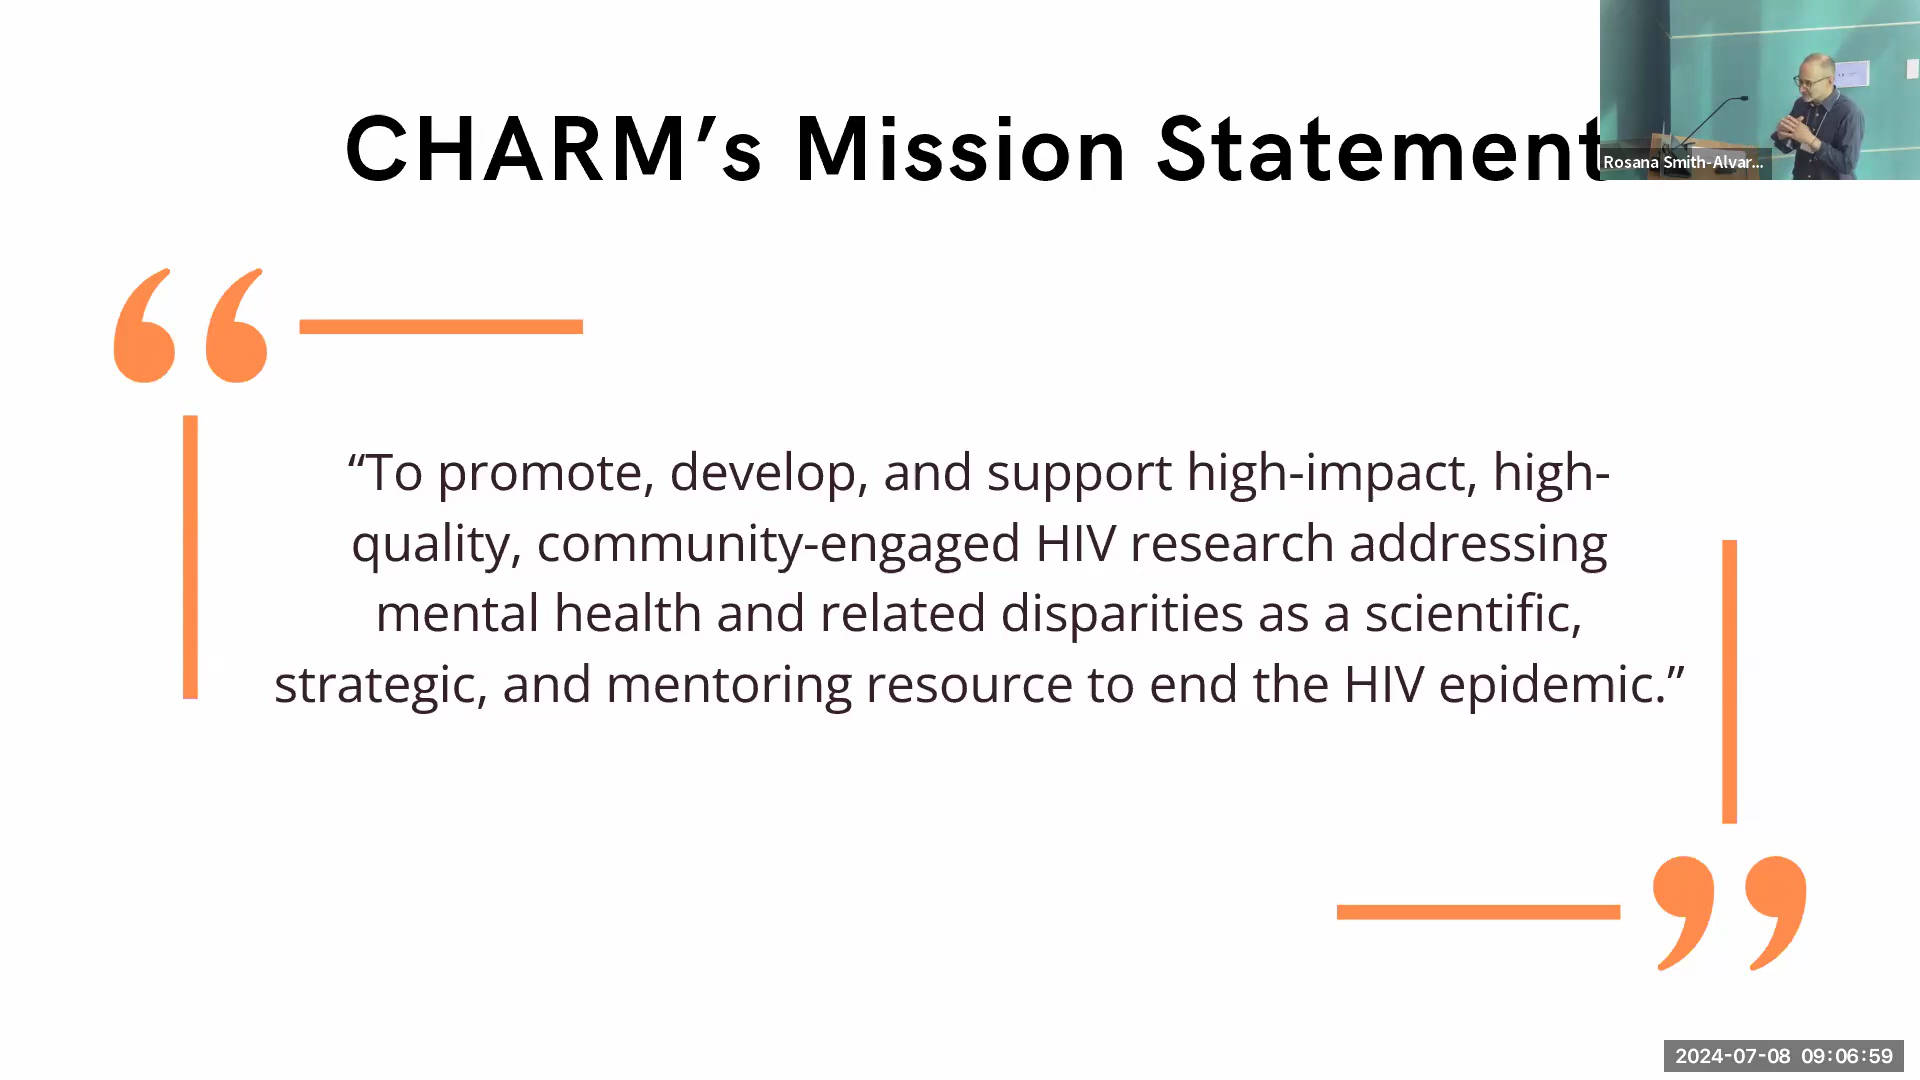 CHARM’s Mission Statement
Rosana Smith-Alvar...
“To promote, develop, and support high-impact, high-
quality, community-engaged HIV research addressing
mental health and related disparities as a scientific,
strategic, and mentoring resource to end the HIV epidemic.”
2024-07-08 09:06:59